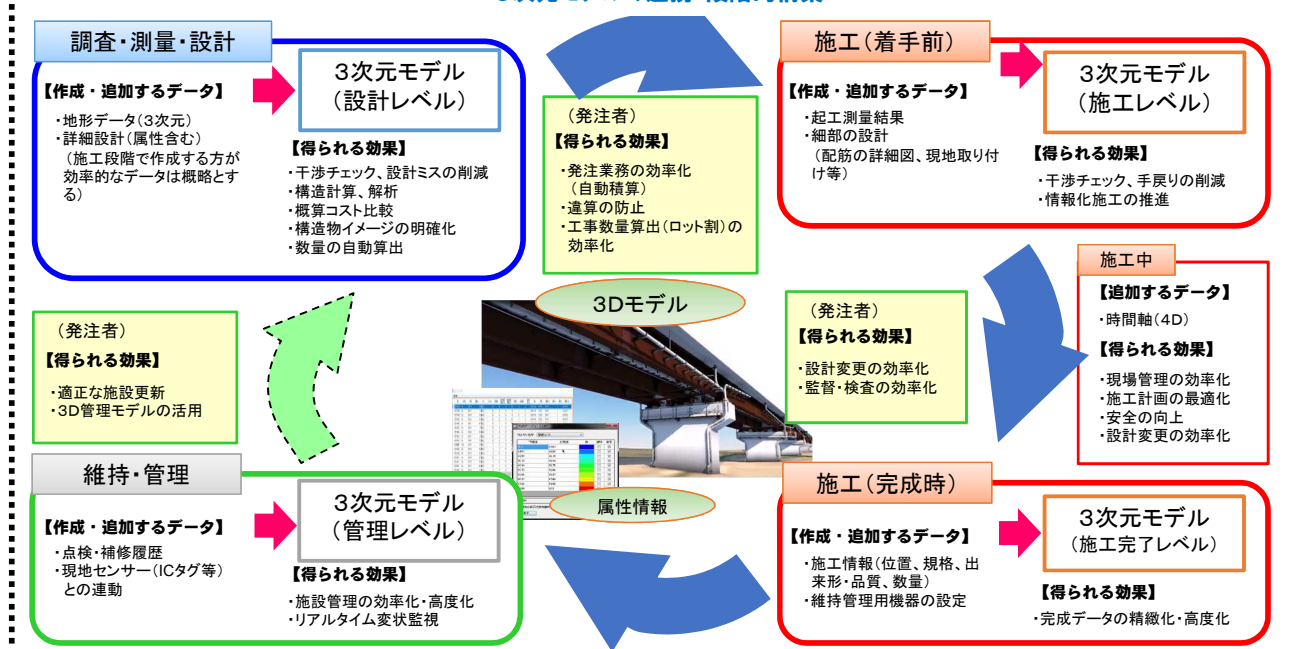 調査・測量・設計
３次元モデル
（設計レベル）
【作成・追加するデータ】
・地形データ（３次元）
・詳細設計（属性含む）
（施工段階で作成する方が
効率的なデータは概略とす
る）
【得られる効果】
・干渉チェック、設計ミスの削減
・構造計算、解析
・概算コスト比較
・構造物イメージの明確化
・数量の自動算出
（発注者）
【得られる効果】
・発注業務の効率化
（自動積算）
・違算の防止
・工事数量算出（ロット割）の
効率化
施工（着手前）
３次元モデル
（施工レベル）
【作成・追加するデータ】
・起工測量結果
・細部の設計
（配筋の詳細図、現地取り付
け等）
【得られる効果】
・干渉チェック、手戻りの削減
・情報化施工の推進
施工中
【追加するデータ】
・時間軸（４Ｄ）
【得られる効果】
・現場管理の効率化
・施工計画の最適化
・安全の向上
・設計変更の効率化
（発注者）
【得られる効果】
・設計変更の効率化
・監督・検査の効率化
３Ｄモデル
属性情報
（発注者）
【得られる効果】
・適正な施設更新
・３Ｄ管理モデルの活用
維持・管理
３次元モデル
（管理レベル）
【作成・追加するデータ】
・点検・補修履歴
・現地センサー（ICタグ等）
との連動
【得られる効果】
・施設管理の効率化・高度化
・リアルタイム変状監視
施工（完成時）
３次元モデル
（施工完了レベル）
【作成・追加するデータ】
・施工情報（位置、規格、出
来形・品質、数量）
・維持管理用機器の設定
【得られる効果】
・完成データの精緻化・高度化